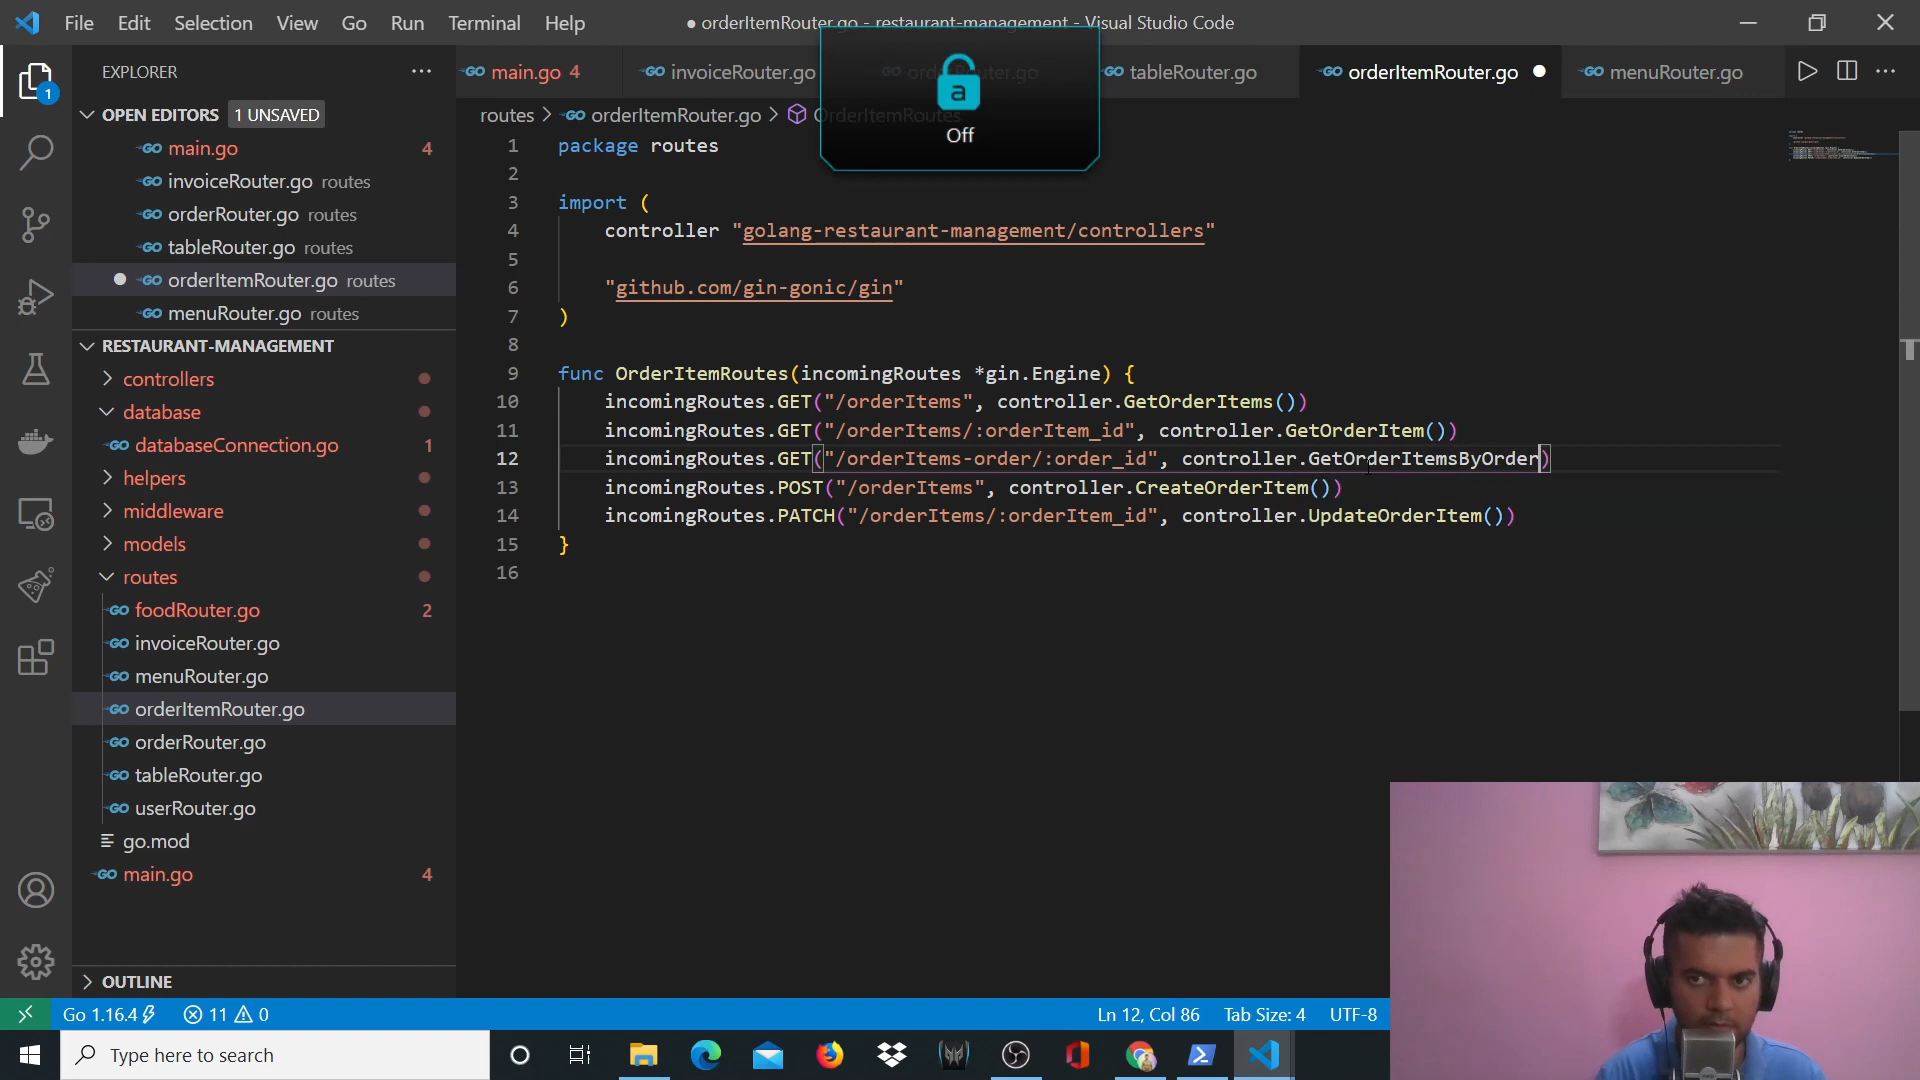 File Edit Selection View Go Run Terminal Help
● orderItemRouter.go - restaurant-management - Visual Studio Code
EXPLORER
main.go 4
invoiceRouter.go
tableRouter.go
orderItemRouter.go
menuRouter.go
a
Off
OPEN EDITORS 1 UNSAVED
main.go 4
invoiceRouter.go routes
orderRouter.go routes
tableRouter.go routes
orderItemRouter.go routes
menuRouter.go routes
RESTAURANT-MANAGEMENT
controllers
database
databaseConnection.go 1
helpers
middleware
models
routes
foodRouter.go 2
invoiceRouter.go
menuRouter.go
orderItemRouter.go
orderRouter.go
tableRouter.go
userRouter.go
go.mod
main.go 4
OUTLINE
routes > orderItemRouter.go > OrderItemRoutes
1 package routes
2
3 import (
4 controller "golang-restaurant-management/controllers"
5
6 "github.com/gin-gonic/gin"
7 )
8
9 func OrderItemRoutes(incomingRoutes *gin.Engine) {
10 incomingRoutes.GET("/orderItems", controller.GetOrderItems())
11 incomingRoutes.GET("/orderItems/:orderItem_id", controller.GetOrderItem())
12 incomingRoutes.GET("/orderItems-order/:order_id", controller.GetOrderItemsByOrder)
13 incomingRoutes.POST("/orderItems", controller.CreateOrderItem())
14 incomingRoutes.PATCH("/orderItems/:orderItem_id", controller.UpdateOrderItem())
15 }
16
Go 1.16.4 11 0
Ln 12, Col 86 Tab Size: 4 UTF-8
Type here to search